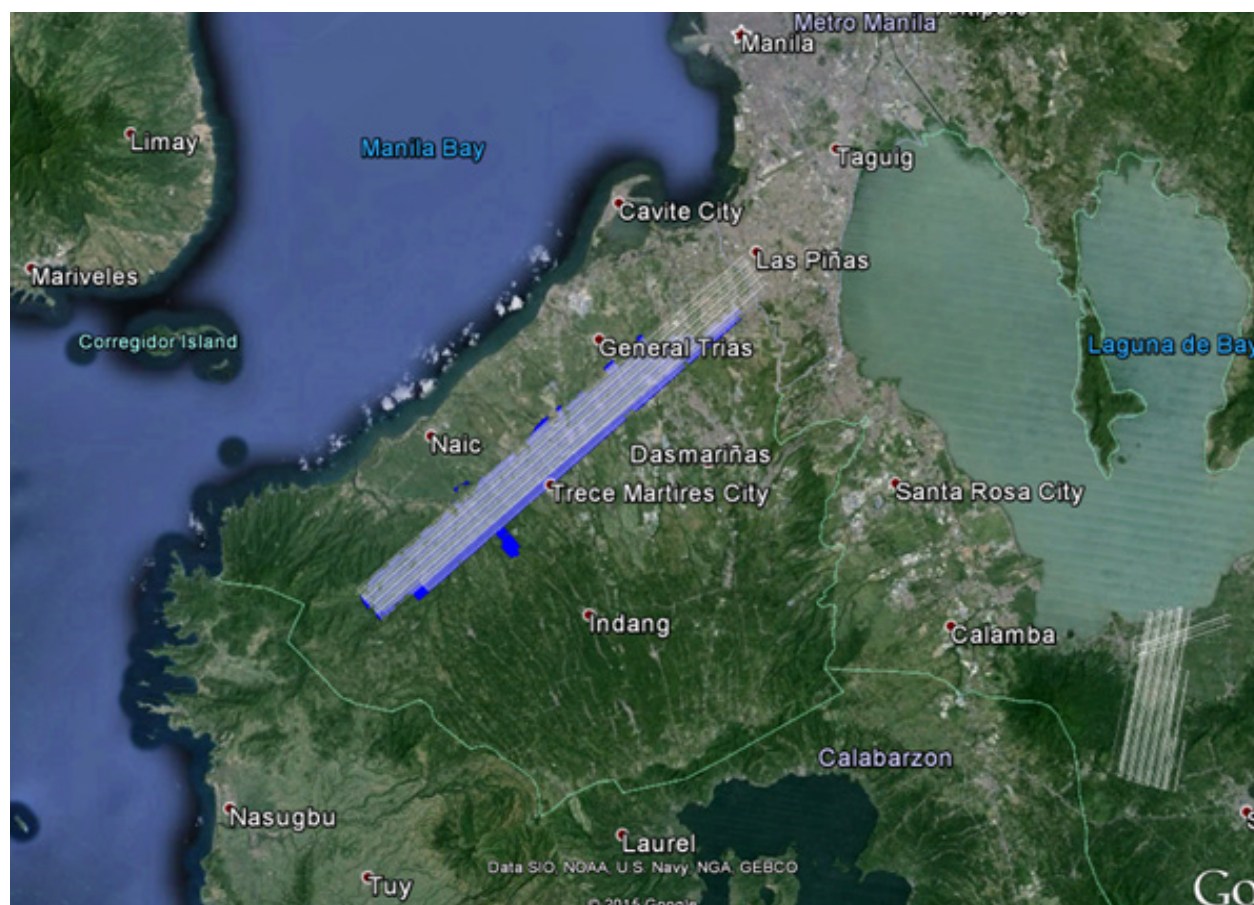 Metro Manila
Manila
Limay
Manila Bay
Taguig
Cavite City
Las Piñas
Mariveles
Corregidor Island
General Trias
Laguna de Bay
Naic
Dasmariñas
Trece Martires City
Santa Rosa City
Indang
Calamba
Calabarzon
Nasugbu
Laurel
Data SIO, NOAA, U.S. Navy, NGA, GEBCO
Tuy